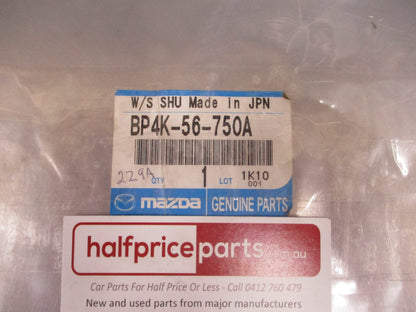 W/S SHU Made In JPN
BP4K-56-750A
229A QTY 1 LOT 1K10
001
mazda GENUINE PARTS
halfpriceparts.com.au
Car Parts For Half Price Or Less - Call 0412 760 479
New and used parts from major manufacturers